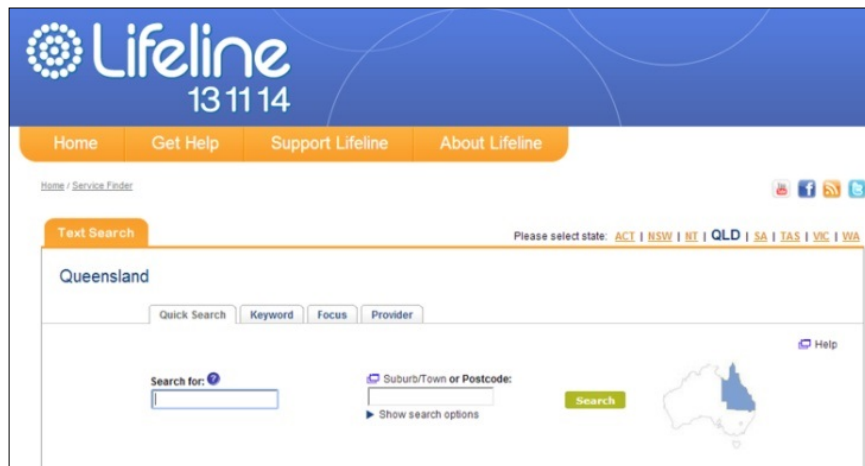 Lifeline
13 11 14
Home Get Help Support Lifeline About Lifeline
Home / Service Finder
Text Search
Please select state: ACT | NSW | NT | QLD | SA | TAS | VIC | WA
Queensland
Quick Search Keyword Focus Provider
Help
Search for: ?
Suburb/Town or Postcode:
Search
Show search options